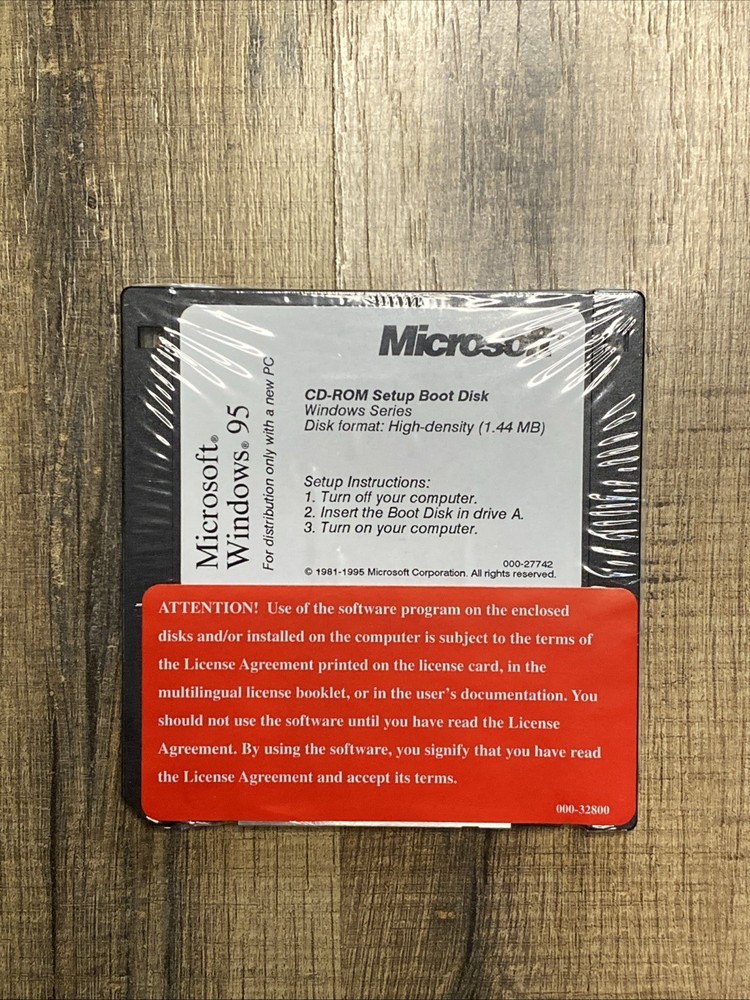 Microsoft
CD-ROM Setup Boot Disk
Windows Series
Disk format: High-density (1.44 MB)
Microsoft®
Windows® 95
For distribution only with a new PC
Setup Instructions:
1. Turn off your computer.
2. Insert the Boot Disk in drive A.
3. Turn on your computer.
000-27742
© 1981-1995 Microsoft Corporation. All rights reserved.
ATTENTION! Use of the software program on the enclosed
disks and/or installed on the computer is subject to the terms of
the License Agreement printed on the license card, in the
multilingual license booklet, or in the user's documentation. You
should not use the software until you have read the License
Agreement. By using the software, you signify that you have read
the License Agreement and accept its terms.
000-32800